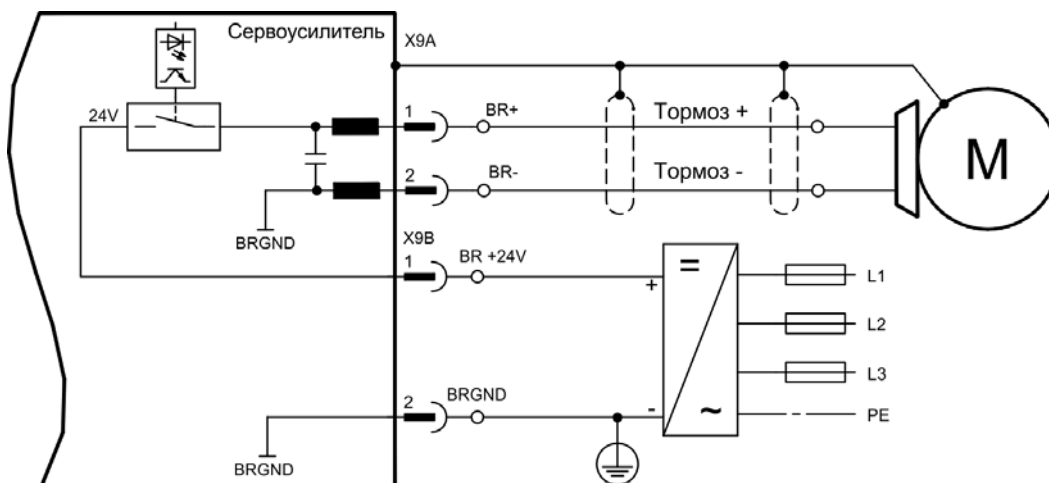 Сервоусилитель
X9A
24V
1
BR+
Тормоз +
M
2
BR-
Тормоз -
BRGND
X9B
1
BR +24V
+
=
L1
L2
L3
2
BRGND
-
~
PE
BRGND